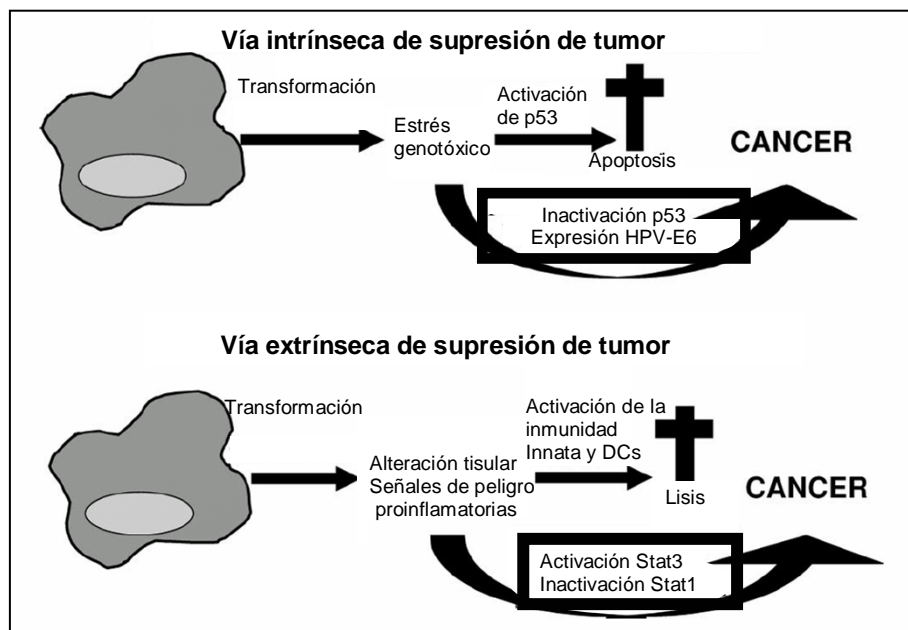 Vía intrínseca de supresión de tumor
Transformación
Estrés
genotóxico
Activación
de p53
Apoptosis
CANCER
Inactivación p53
Expresión HPV-E6
Vía extrínseca de supresión de tumor
Transformación
Alteración tisular
Señales de peligro
proinflamatorias
Activación de la
inmunidad
Innata y DCs
Lisis
CANCER
Activación Stat3
Inactivación Stat1